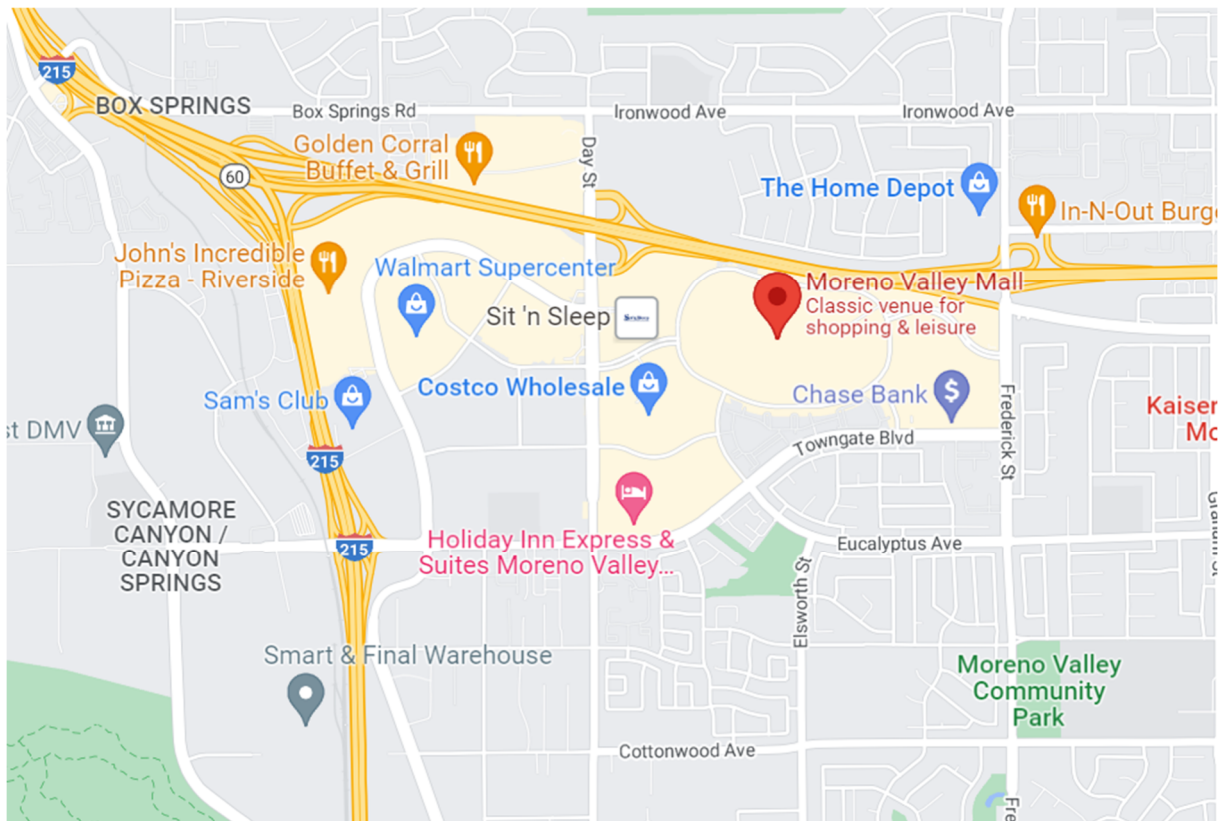 215
BOX SPRINGS
Box Springs Rd
Ironwood Ave
Ironwood Ave
Golden Corral
Buffet & Grill
60
Day St
The Home Depot
In-N-Out Burg
John's Incredible
Pizza - Riverside
Walmart Supercenter
Moreno Valley Mall
Classic venue for
shopping & leisure
Sit 'n Sleep
Costco Wholesale
Chase Bank
Sam's Club
Frederick St
Kaiser
Mo
st DMV
Towngate Blvd
215
SYCAMORE
CANYON /
CANYON
SPRINGS
215
Holiday Inn Express &
Suites Moreno Valley...
Eucalyptus Ave
Elsworth St
Smart & Final Warehouse
Moreno Valley
Community
Park
Cottonwood Ave
Fre